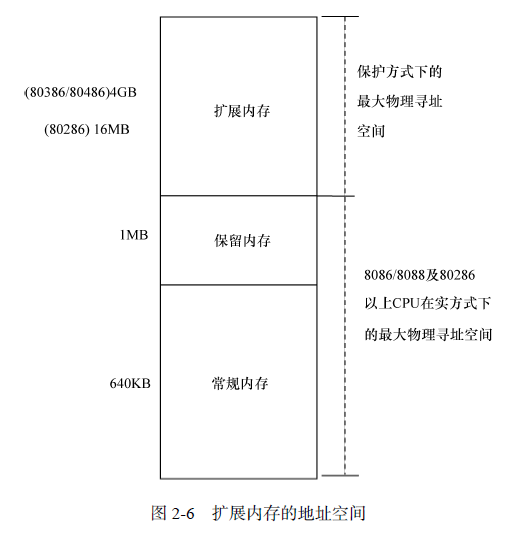 (80386/80486)4GB
(80286) 16MB
扩展内存
保护方式下的
最大物理寻址
空间
1MB
保留内存
8086/8088及80286
以上CPU在实方式下
的最大物理寻址空间
640KB
常规内存
图 2-6 扩展内存的地址空间